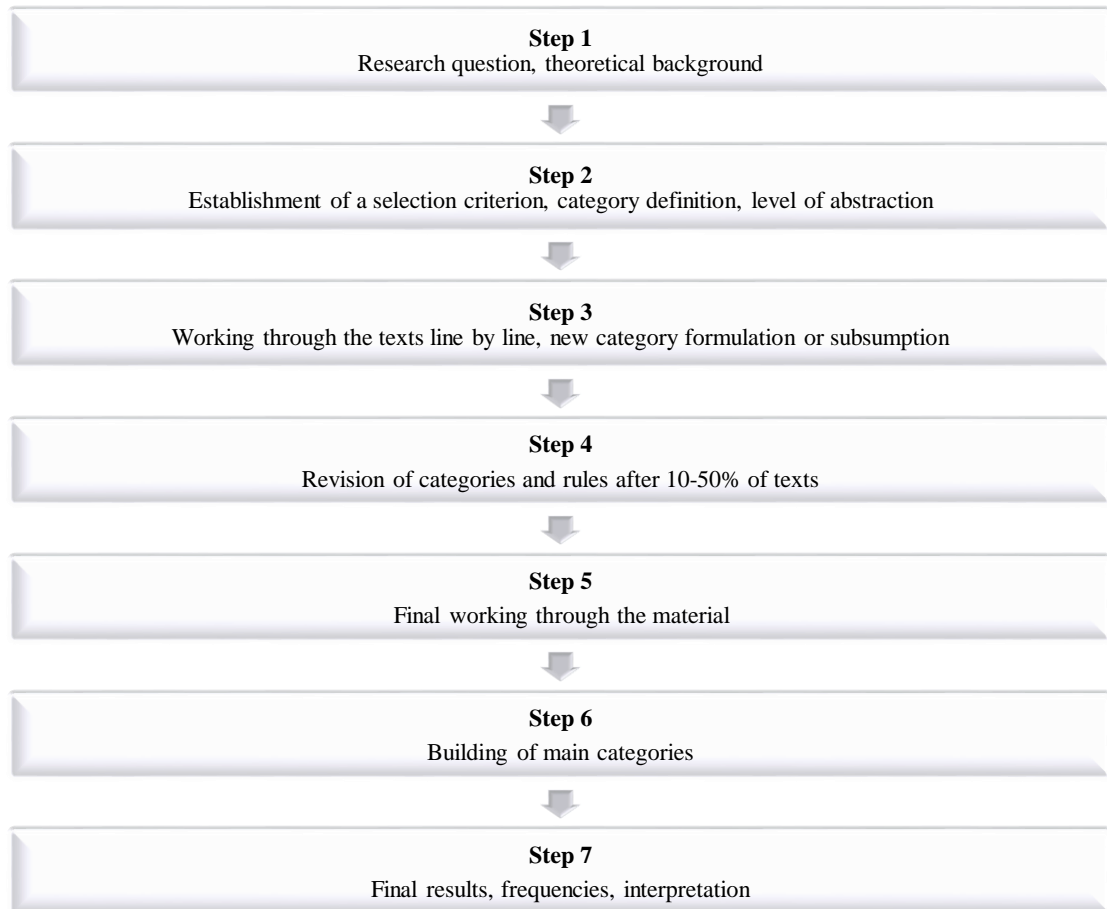 Step 1
Research question, theoretical background
Step 2
Establishment of a selection criterion, category definition, level of abstraction
Step 3
Working through the texts line by line, new category formulation or subsumption
Step 4
Revision of categories and rules after 10-50% of texts
Step 5
Final working through the material
Step 6
Building of main categories
Step 7
Final results, frequencies, interpretation